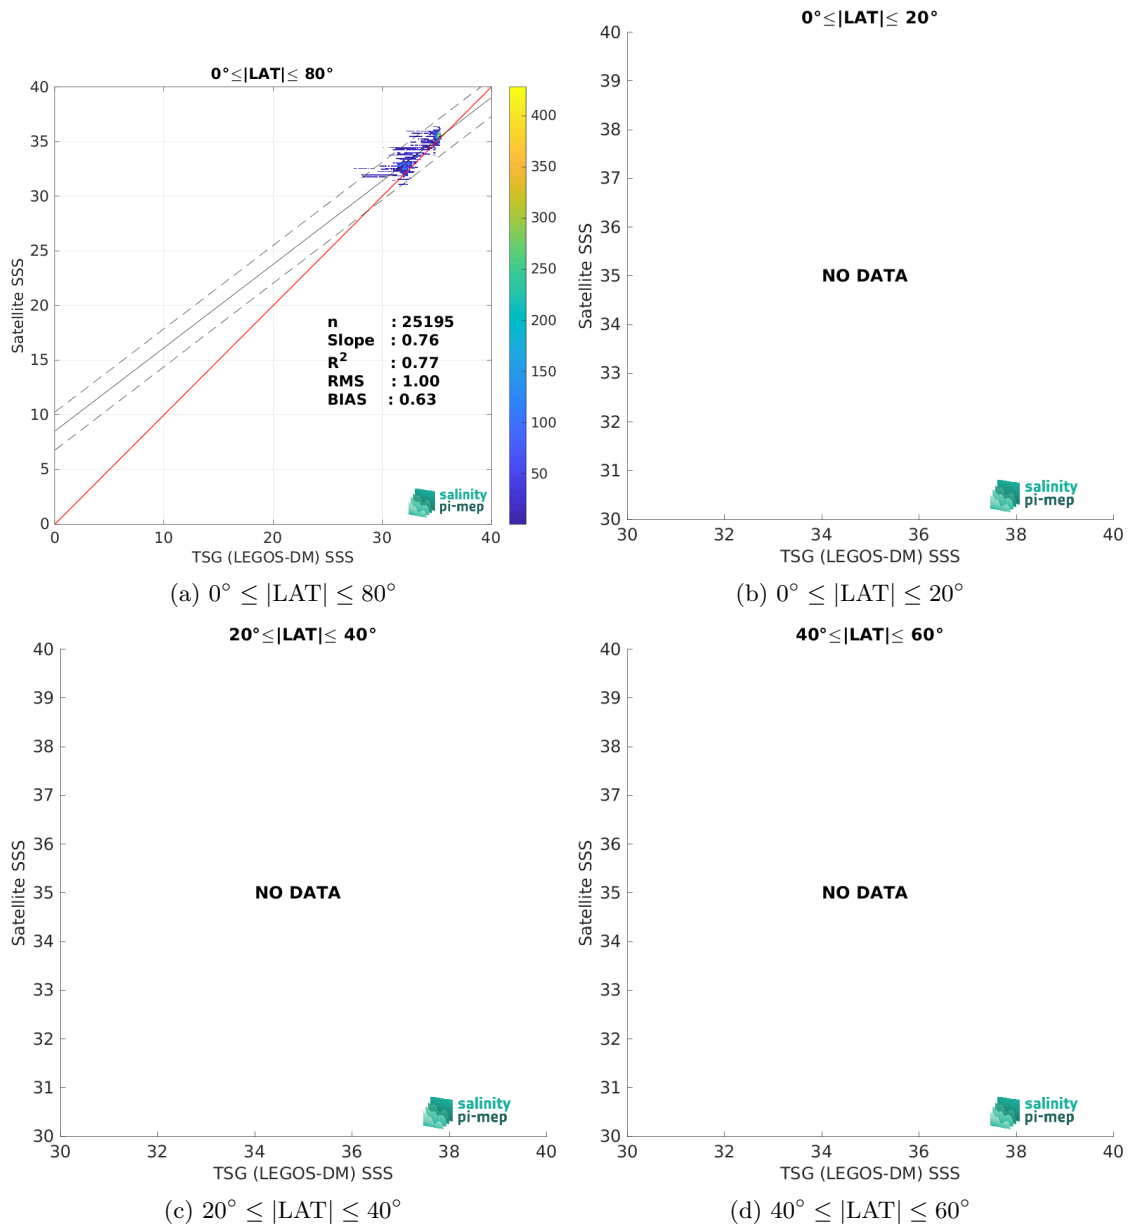 0°≤|LAT|≤ 80°
40
35
30
25
20
15
10
5
0
Satellite SSS
400
350
300
250
200
150
100
50
n : 25195
Slope : 0.76
R² : 0.77
RMS : 1.00
BIAS : 0.63
salinity
pi-mep
0 10 20 30 40
TSG (LEGOS-DM) SSS
(a) 0° ≤ |LAT| ≤ 80°
0°≤|LAT|≤ 20°
40
39
38
37
36
35
34
33
32
31
30
Satellite SSS
NO DATA
salinity
pi-mep
30 32 34 36 38 40
TSG (LEGOS-DM) SSS
(b) 0° ≤ |LAT| ≤ 20°
20°≤|LAT|≤ 40°
40
39
38
37
36
35
34
33
32
31
30
Satellite SSS
NO DATA
salinity
pi-mep
30 32 34 36 38 40
TSG (LEGOS-DM) SSS
(c) 20° ≤ |LAT| ≤ 40°
40°≤|LAT|≤ 60°
40
39
38
37
36
35
34
33
32
31
30
Satellite SSS
NO DATA
salinity
pi-mep
30 32 34 36 38 40
TSG (LEGOS-DM) SSS
(d) 40° ≤ |LAT| ≤ 60°